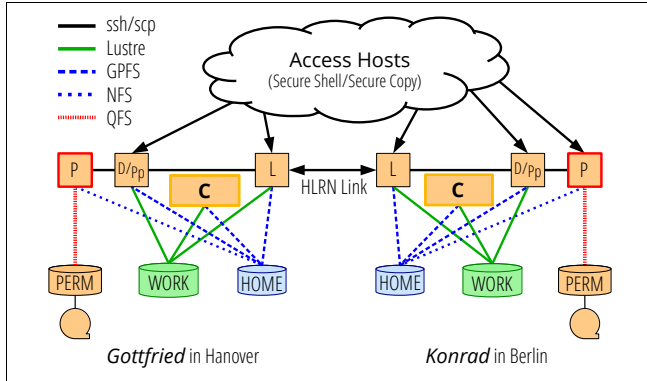 ssh/scp
Lustre
GPFS
NFS
QFS
Access Hosts
(Secure Shell/Secure Copy)
P
D/Pp
L
HLRN Link
L
D/Pp
P
C
C
PERM
WORK
HOME
HOME
WORK
PERM
Gottfried in Hanover
Konrad in Berlin